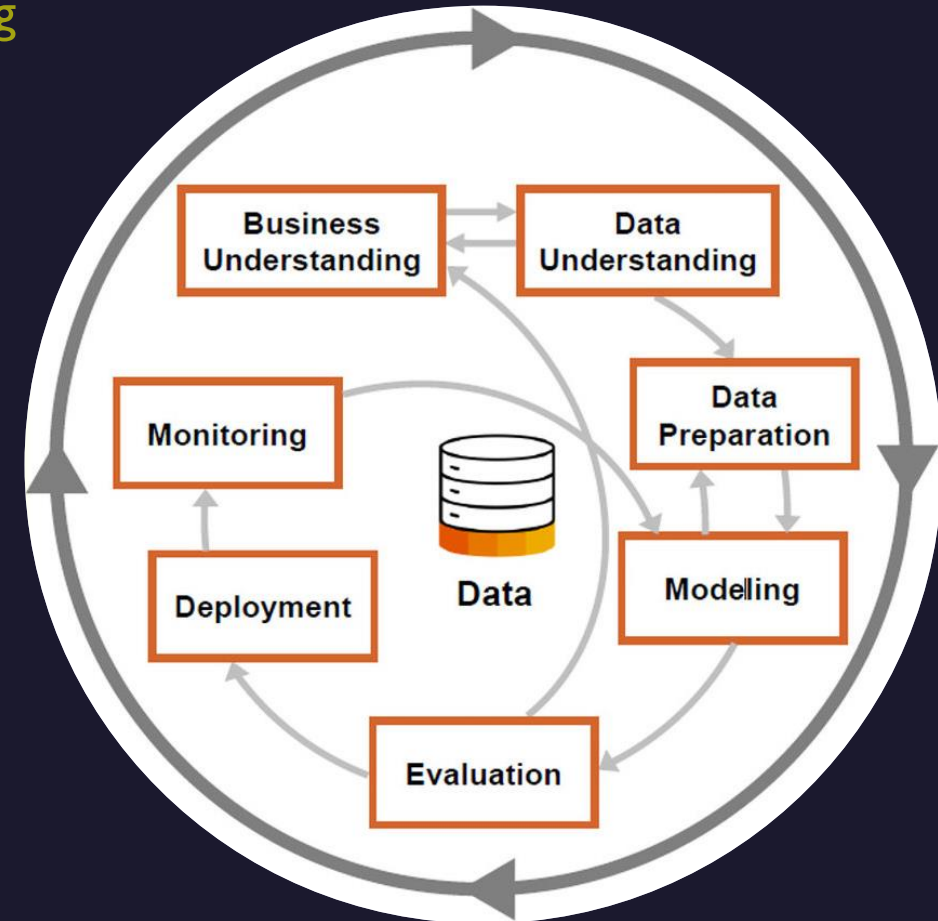 g
Business
Understanding
Data
Understanding
Data
Preparation
Monitoring
Modelling
Data
Deployment
Evaluation